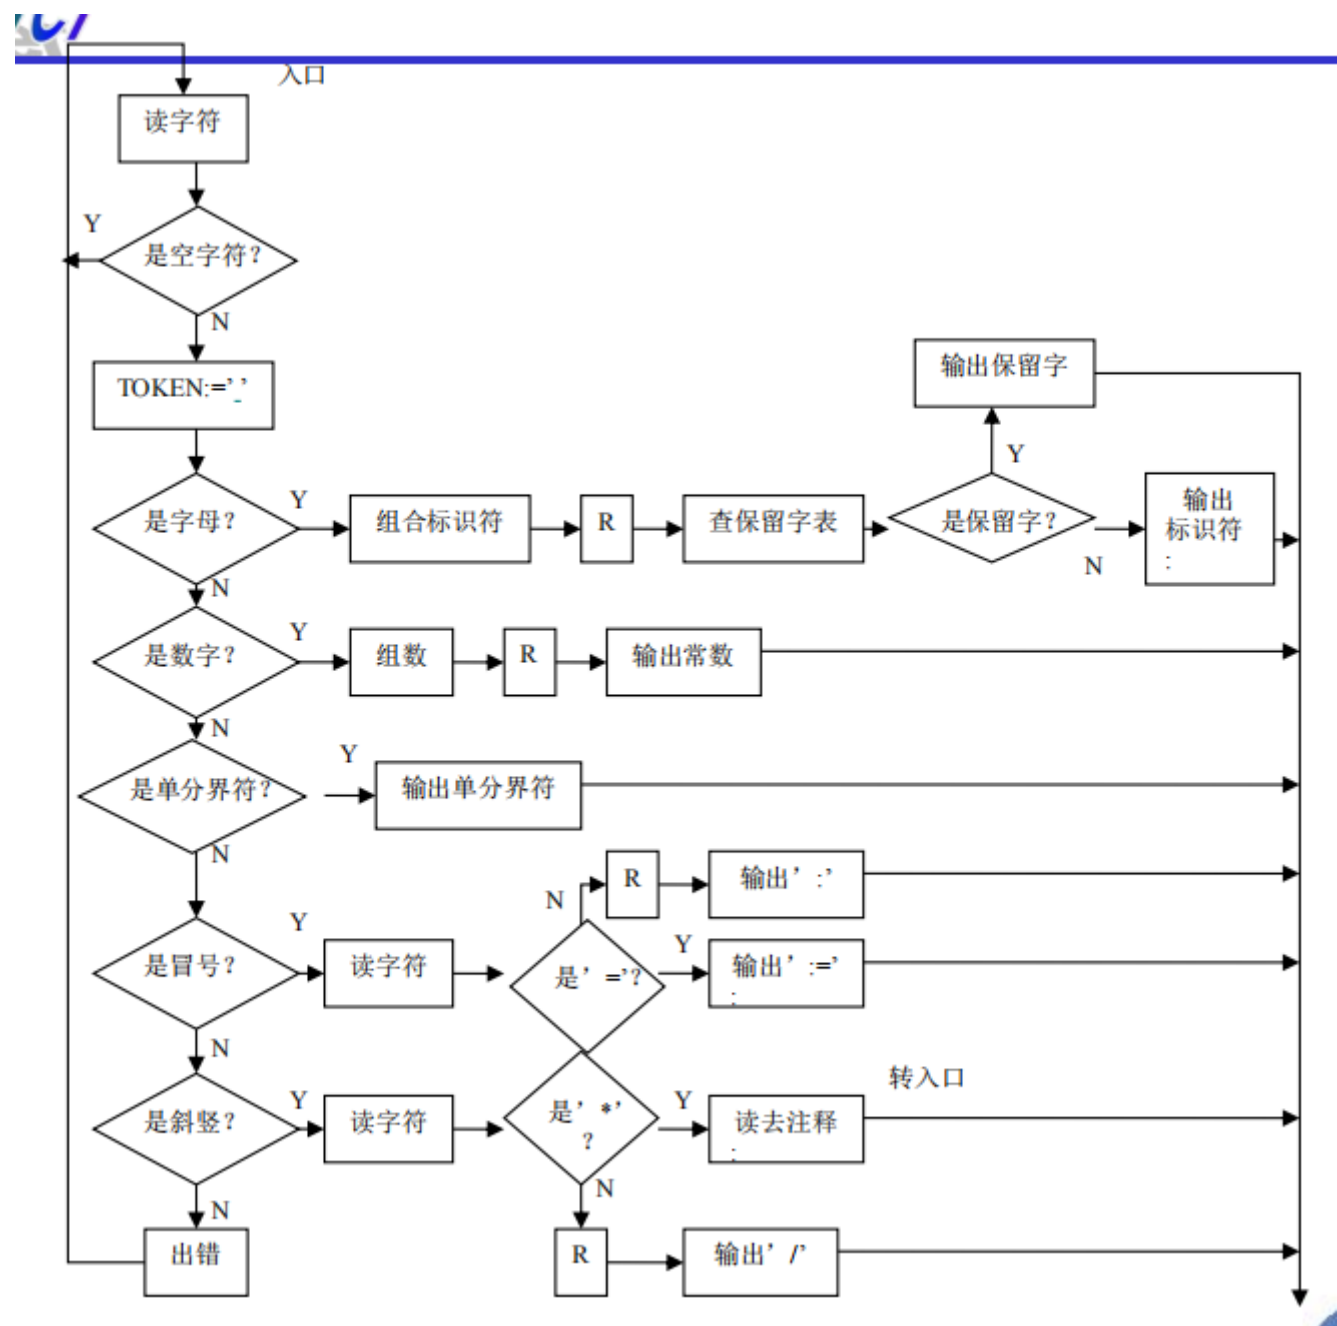 入口
读字符
Y
是空字符？
N
TOKEN:=’ ’
输出保留字
Y
是字母？
Y
组合标识符
R
查保留字表
是保留字？
N
输出
标识符
:
N
是数字？
Y
组数
R
输出常数
N
是单分界符？
Y
输出单分界符
N
N
R
输出’ :’
是冒号？
Y
读字符
是’ =’?
Y
输出’ :=’
:
N
转入口
是斜竖？
Y
读字符
是’ *’
?
Y
读去注释
:
N
N
出错
R
输出’ /’